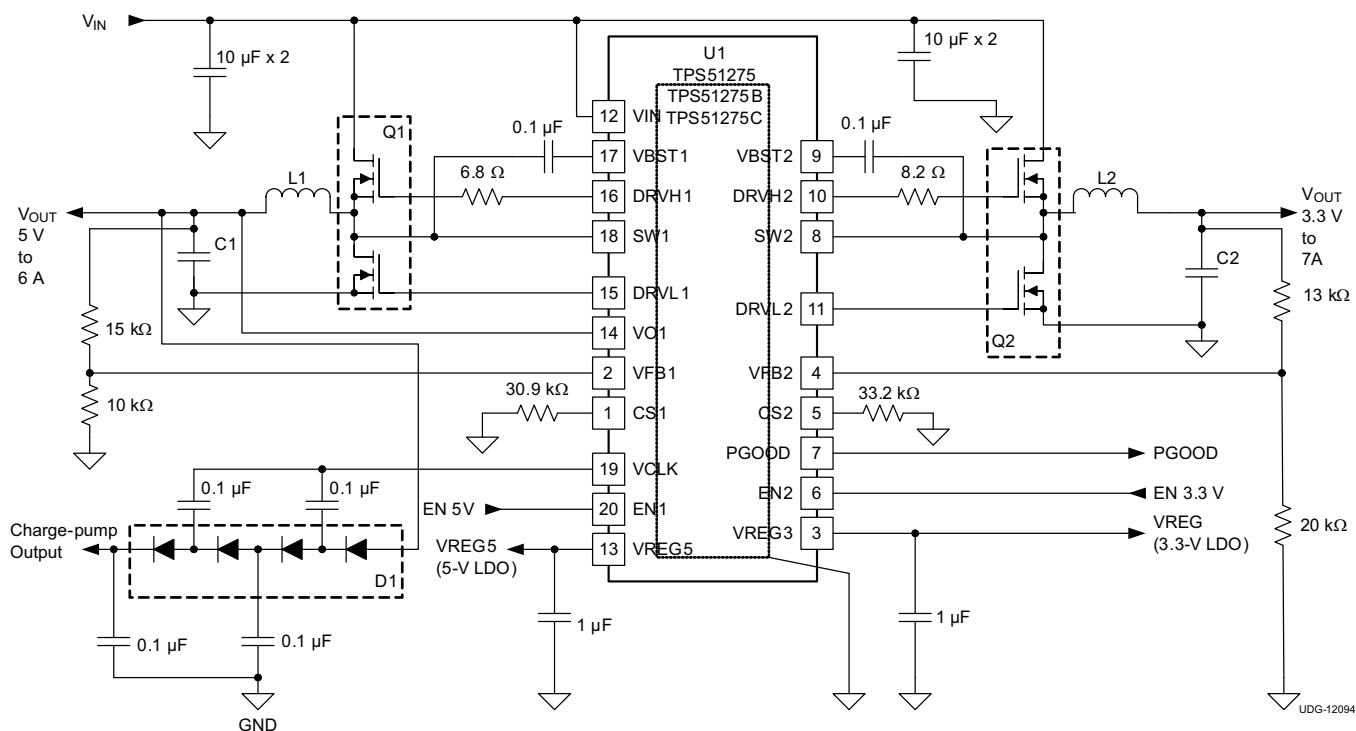 VIN
10 µF x 2
U1
TPS51275
TPS51275B
TPS51275C
10 µF x 2
12 VIN
Q1
0.1 µF
0.1 µF
17 VBST1
VBST2 9
L1
6.8 Ω
8.2 Ω
L2
16 DRVH1
DRVH2 10
VOUT
5 V
to
6 A
VOUT
3.3 V
to
7A
18 SW1
SW2 8
C1
C2
15 DRVL1
DRVL2 11
13 kΩ
15 kΩ
14 VO1
Q2
2 VFB1
VFB2 4
10 kΩ
30.9 kΩ
33.2 kΩ
1 CS1
CS2 5
PGOOD 7
PGOOD
19 VCLK
0.1 µF
0.1 µF
EN2 6
EN 3.3 V
EN 5V
20 EN1
Charge-pump
Output
VREG3 3
VREG
(3.3-V LDO)
20 kΩ
VREG5
(5-V LDO)
13 VREG5
D1
0.1 µF
0.1 µF
1 µF
1 µF
GND
UDG-12094